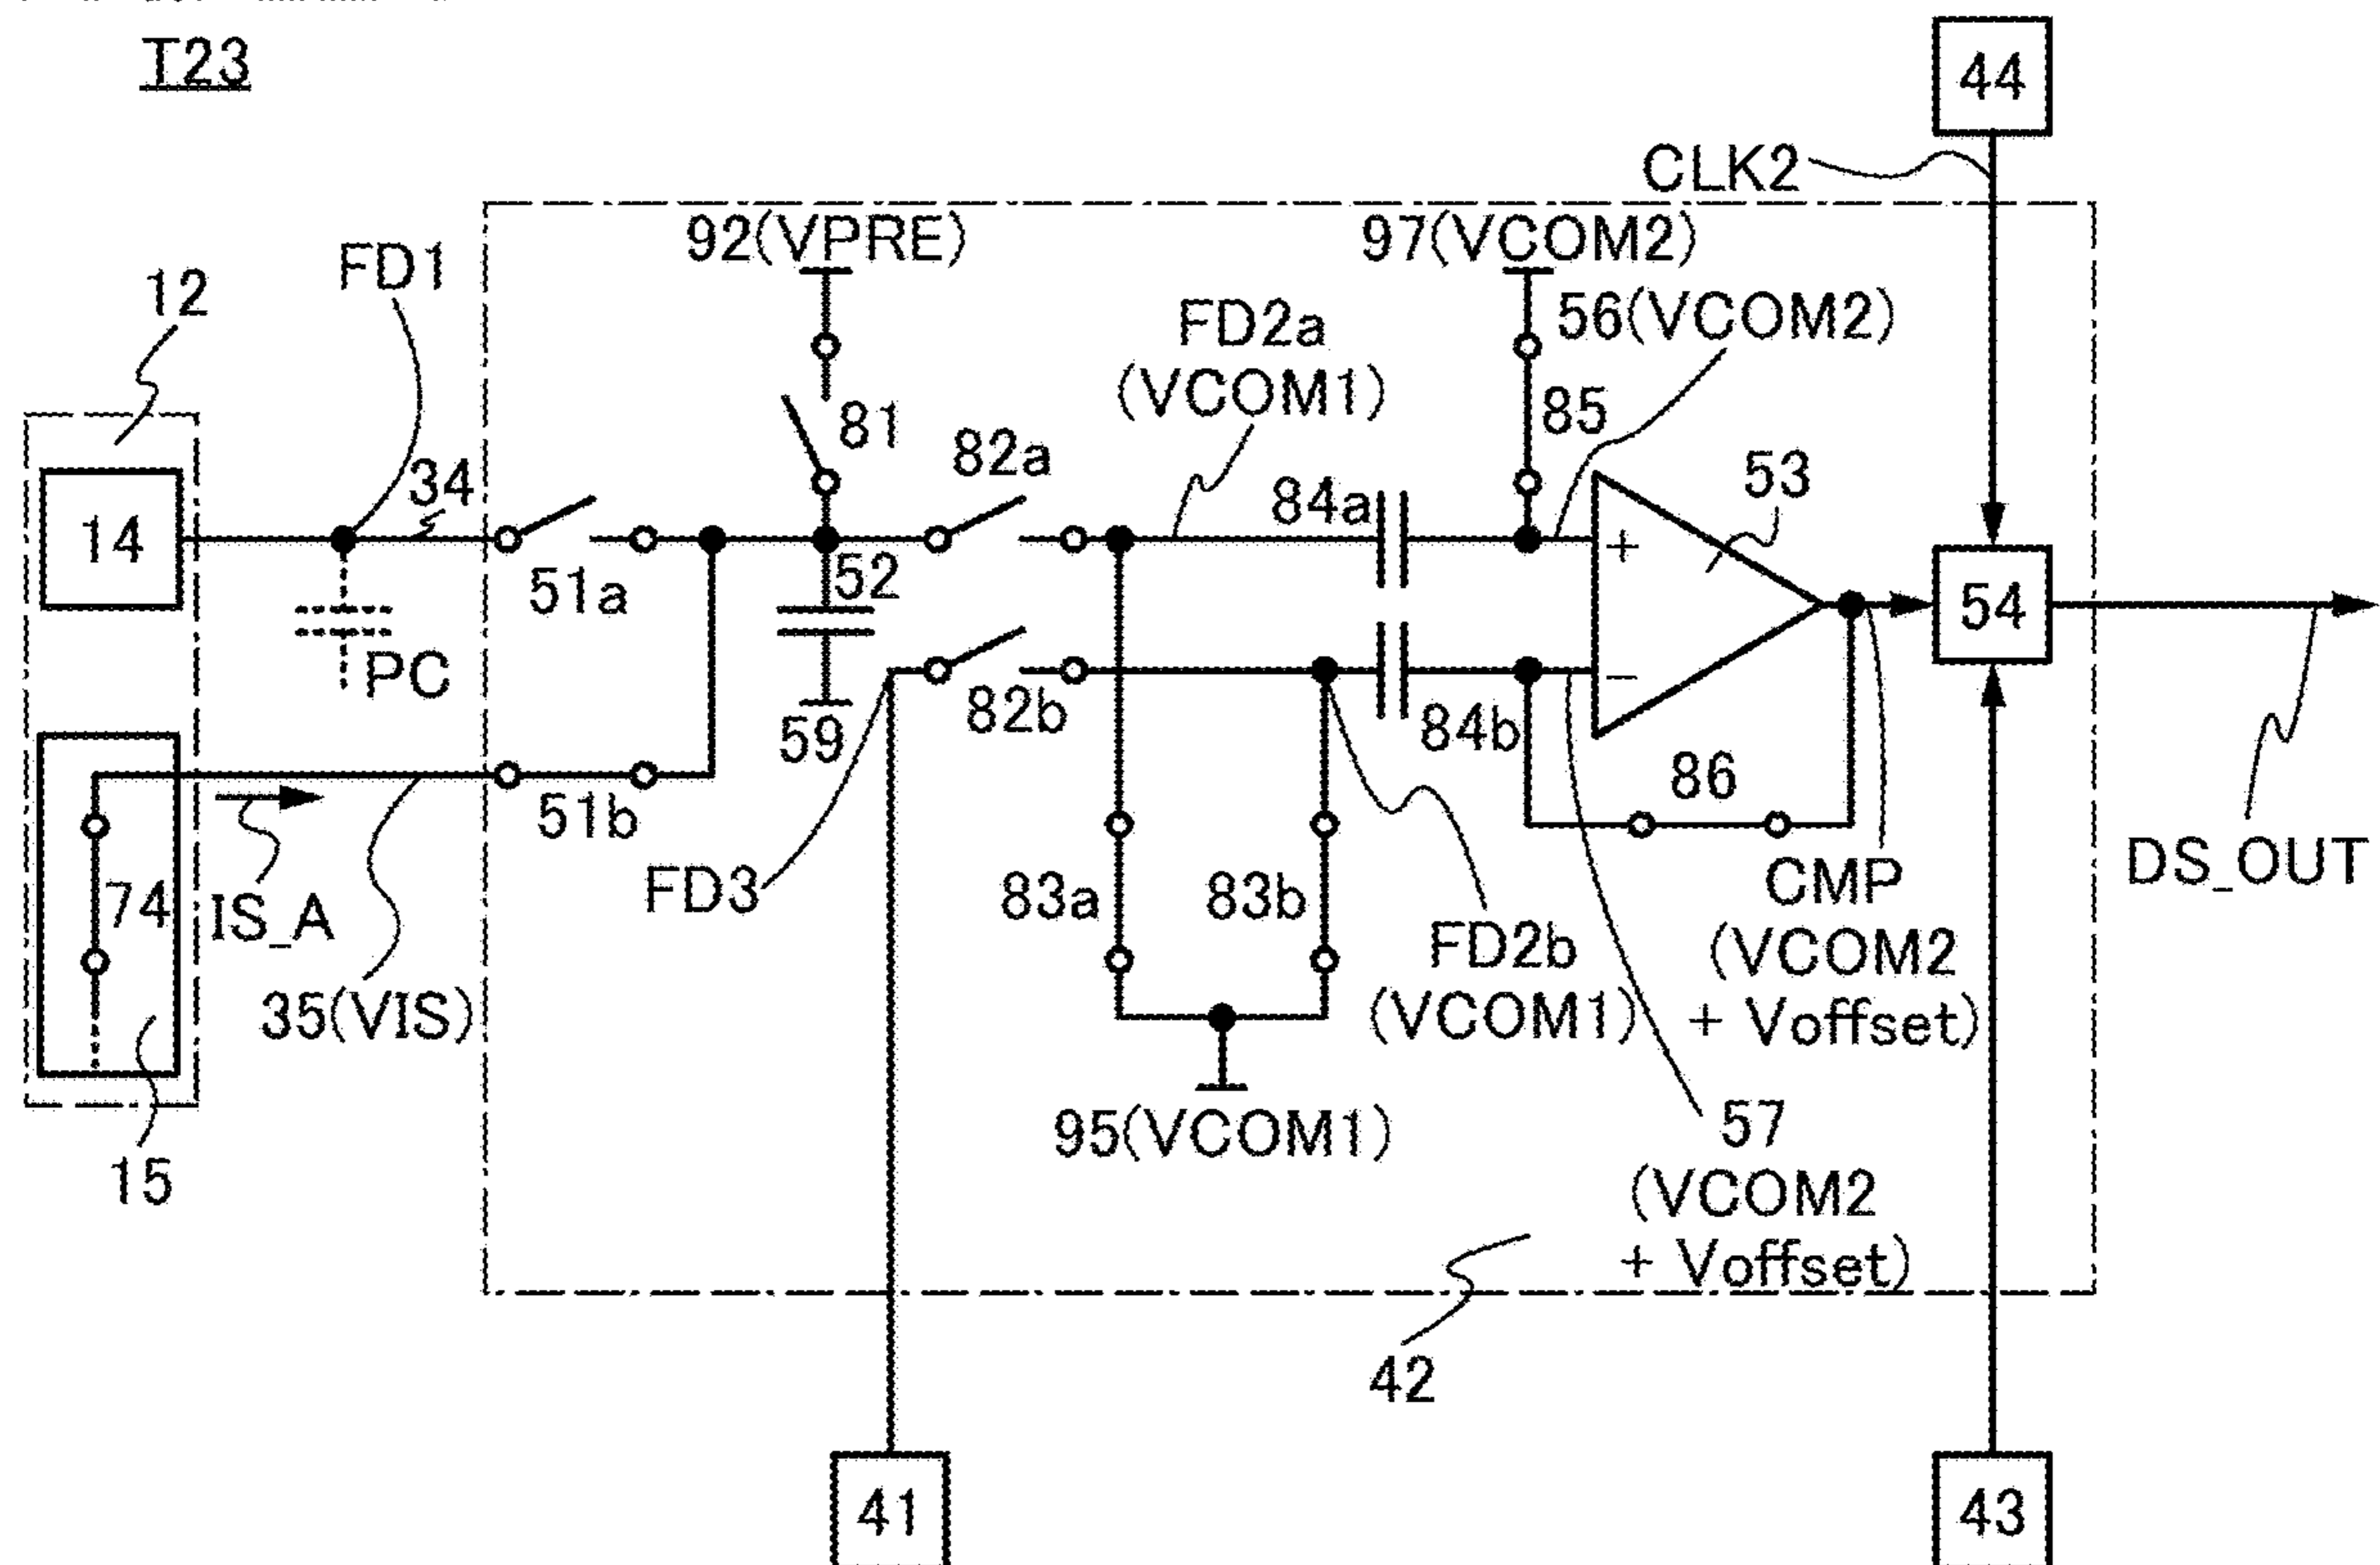 T23
44
CLK2
92(VPRE)
97(VCOM2)
FD1
12
FD2a
(VCOM1)
56(VCOM2)
81
85
82a
53
34
84a
14
+
51a
52
54
PC
82b
−
59
84b
86
51b
74
IS_A
FD3
83a
83b
CMP
(VCOM2
+ Voffset)
DS_OUT
FD2b
(VCOM1)
35(VIS)
95(VCOM1)
57
(VCOM2
+ Voffset)
15
42
41
43